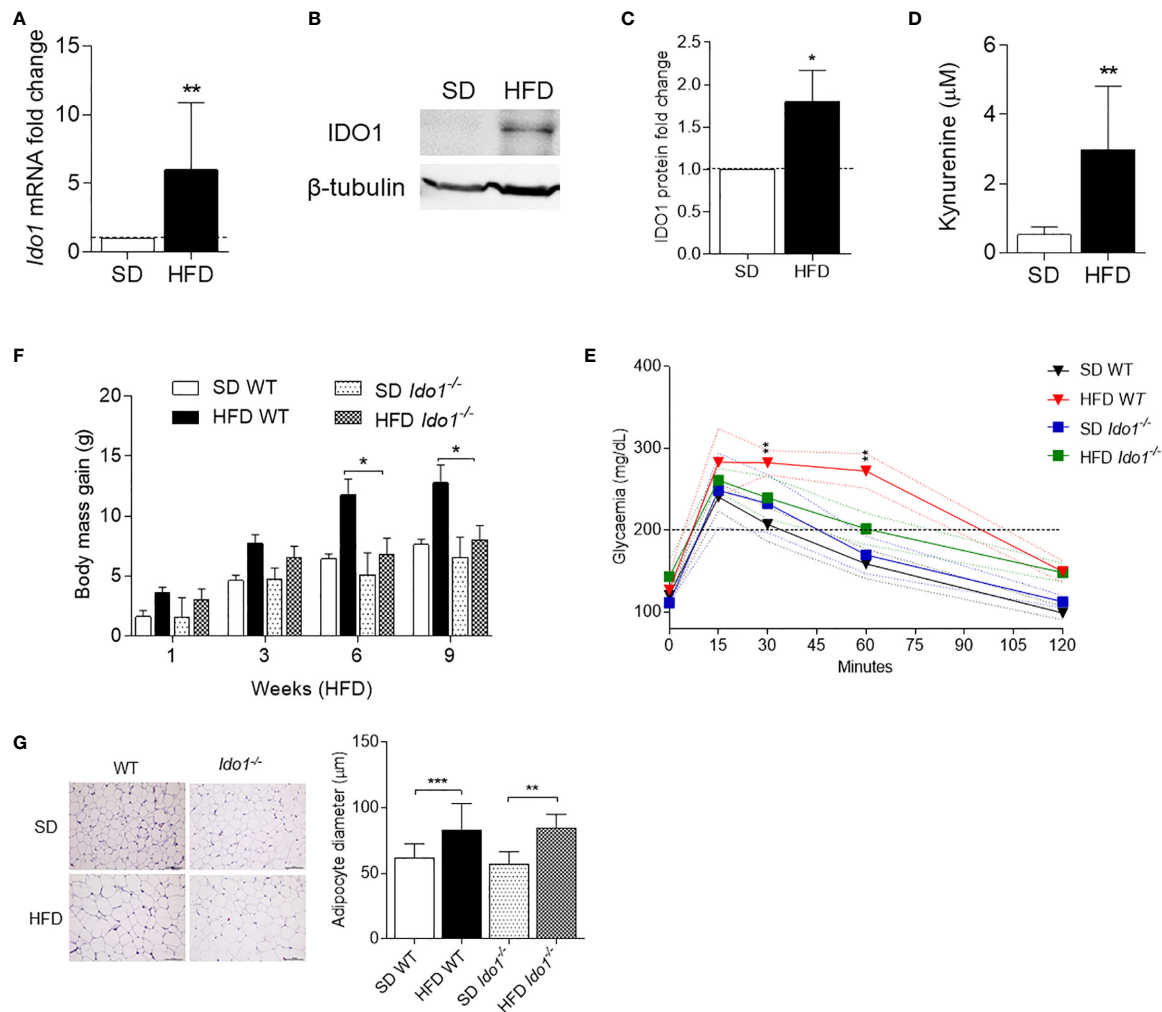 A
Ido1 mRNA fold change
15
10
5
0
**
SD
HFD
B
SD
HFD
IDO1
β-tubulin
C
IDO1 protein fold change
2.5
2.0
1.5
1.0
0.5
0.0
*
SD
HFD
D
Kynurenine (µM)
6
4
2
0
**
SD
HFD
F
SD WT
HFD WT
SD Ido1-/-
HFD Ido1-/-
Body mass gain (g)
20
15
10
5
0
*
*
1
3
6
9
Weeks (HFD)
E
Glycaemia (mg/dL)
400
300
200
100
**
**
0
15
30
45
60
75
90
105
120
Minutes
SD WT
HFD WT
SD Ido1-/-
HFD Ido1-/-
G
WT
Ido1-/-
SD
HFD
Adipocyte diameter (µm)
150
100
50
0
***
**
SD WT
HFD WT
SD Ido1-/-
HFD Ido1-/-